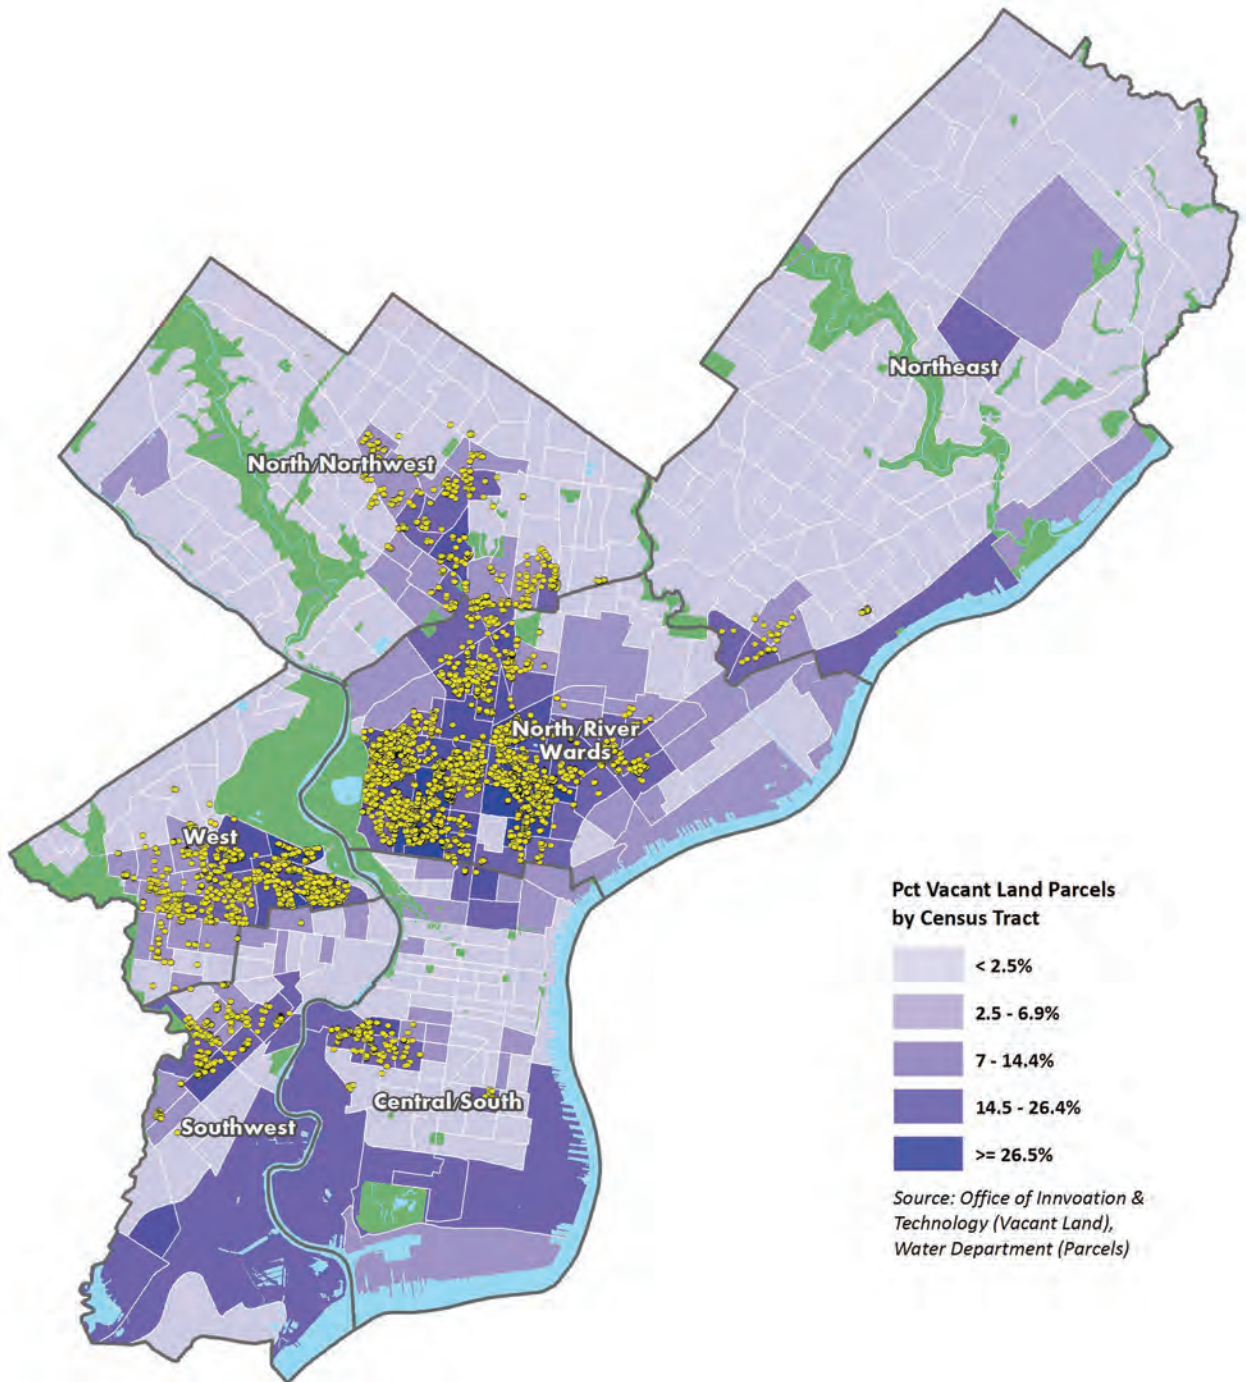 Northeast
North/Northwest
North/River
Wards
West
Central/South
Southwest
Pct Vacant Land Parcels
by Census Tract
< 2.5%
2.5 - 6.9%
7 - 14.4%
14.5 - 26.4%
>= 26.5%
Source: Office of Innvoation &
Technology (Vacant Land),
Water Department (Parcels)